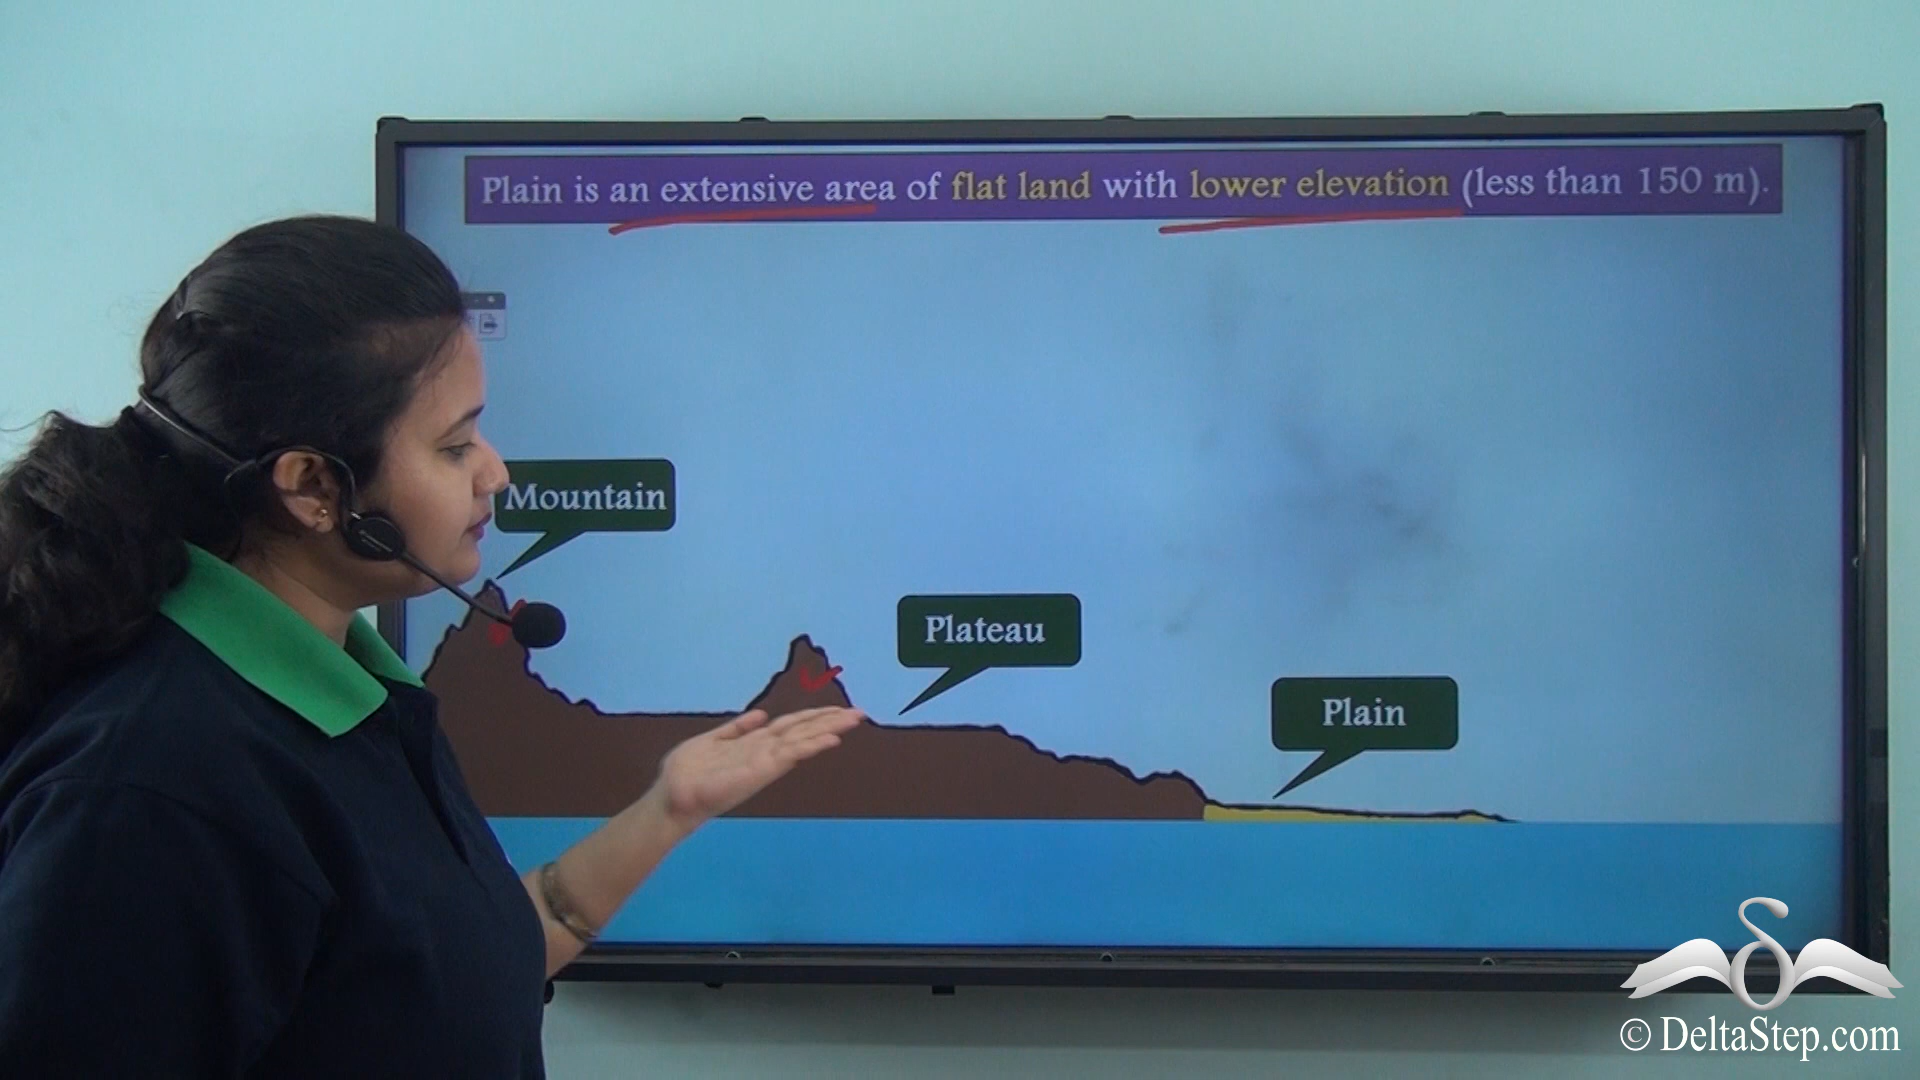 Plain is an extensive area of flat land with lower elevation (less than 150 m).
Mountain
Plateau
Plain
© DeltaStep.com